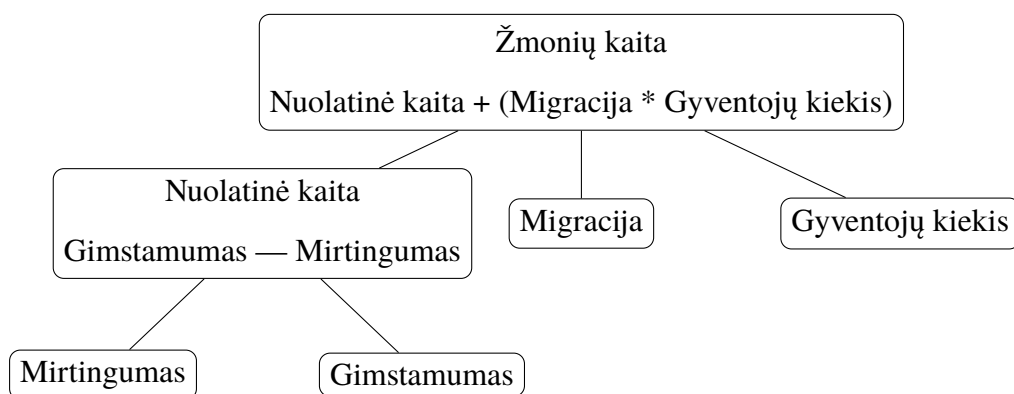 Žmonių kaita
Nuolatinė kaita + (Migracija * Gyventojų kiekis)
Nuolatinė kaita
Gimstamumas — Mirtingumas
Migracija
Gyventojų kiekis
Mirtingumas
Gimstamumas